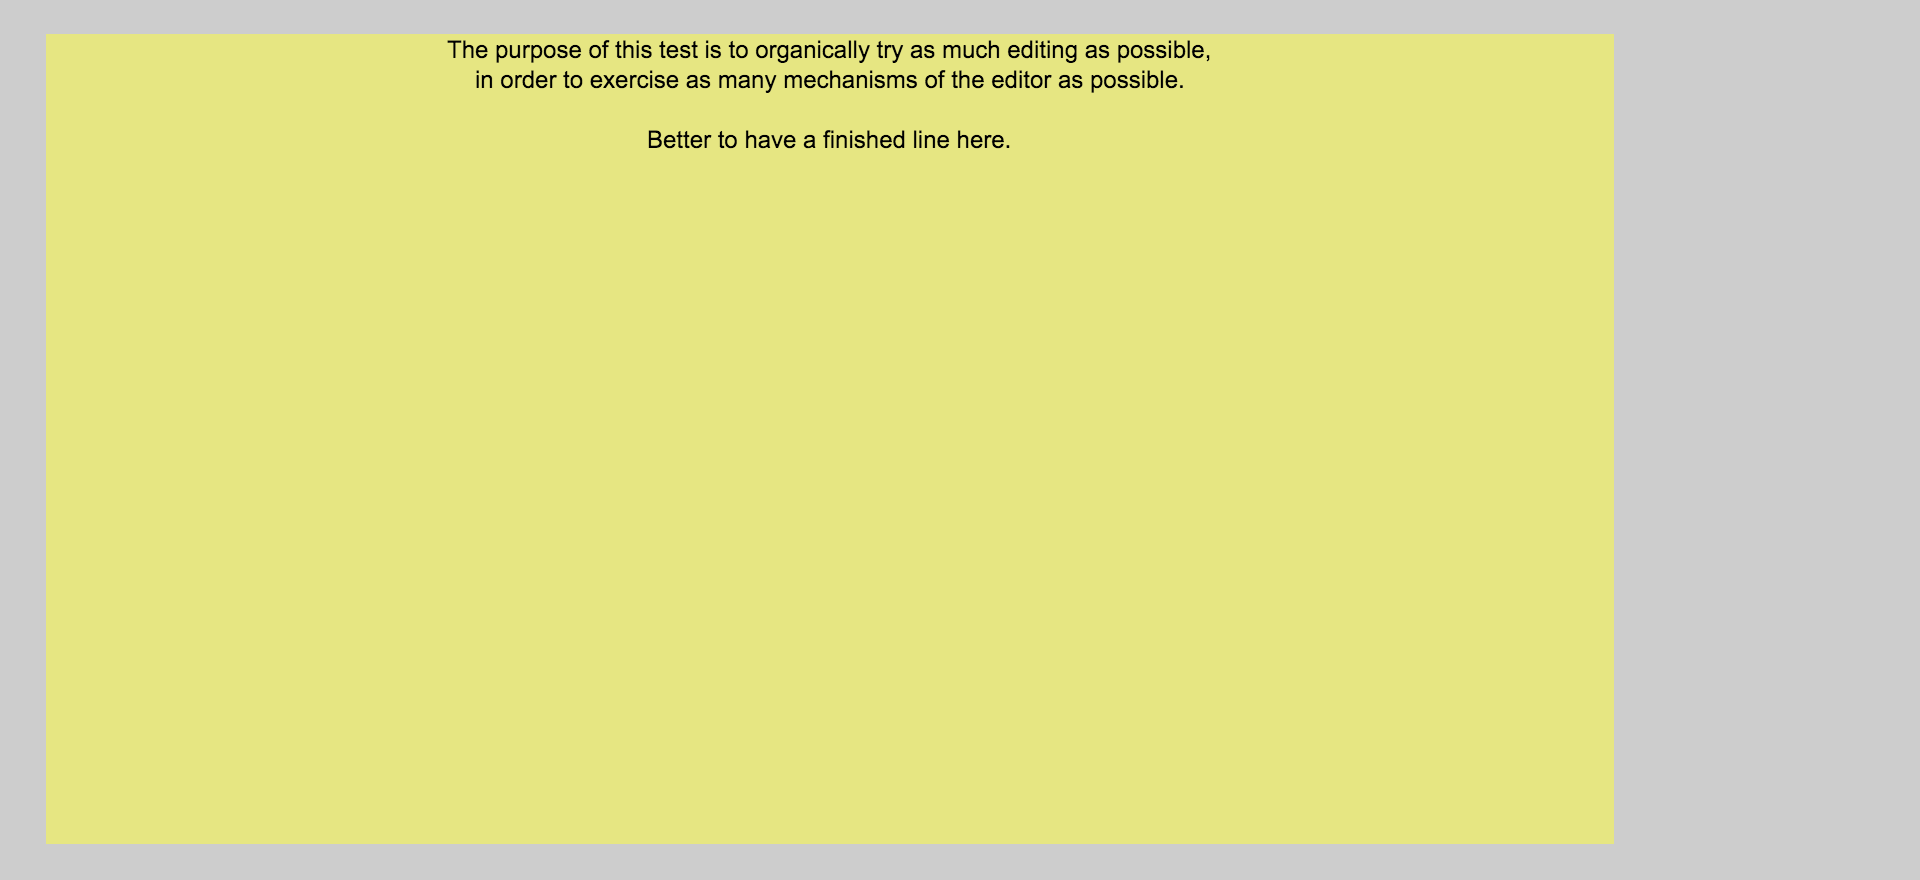 The purpose of this test is to organically try as much editing as possible,
in order to exercise as many mechanisms of the editor as possible.
Better to have a finished line here.